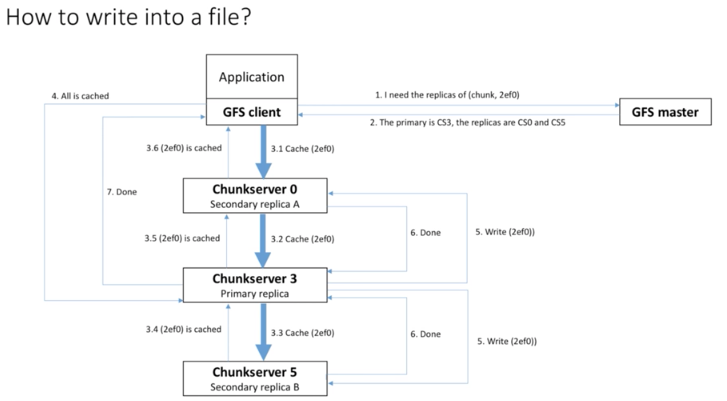 How to write into a file?
Application
4. All is cached
1. I need the replicas of (chunk, 2ef0)
GFS client
GFS master
2. The primary is CS3, the replicas are CS0 and CS5
3.6 (2ef0) is cached
3.1 Cache (2ef0)
7. Done
Chunkserver 0
Secondary replica A
3.5 (2ef0) is cached
3.2 Cache (2ef0)
6. Done
5. Write (2ef0))
Chunkserver 3
Primary replica
3.4 (2ef0) is cached
3.3 Cache (2ef0)
6. Done
5. Write (2ef0))
Chunkserver 5
Secondary replica B